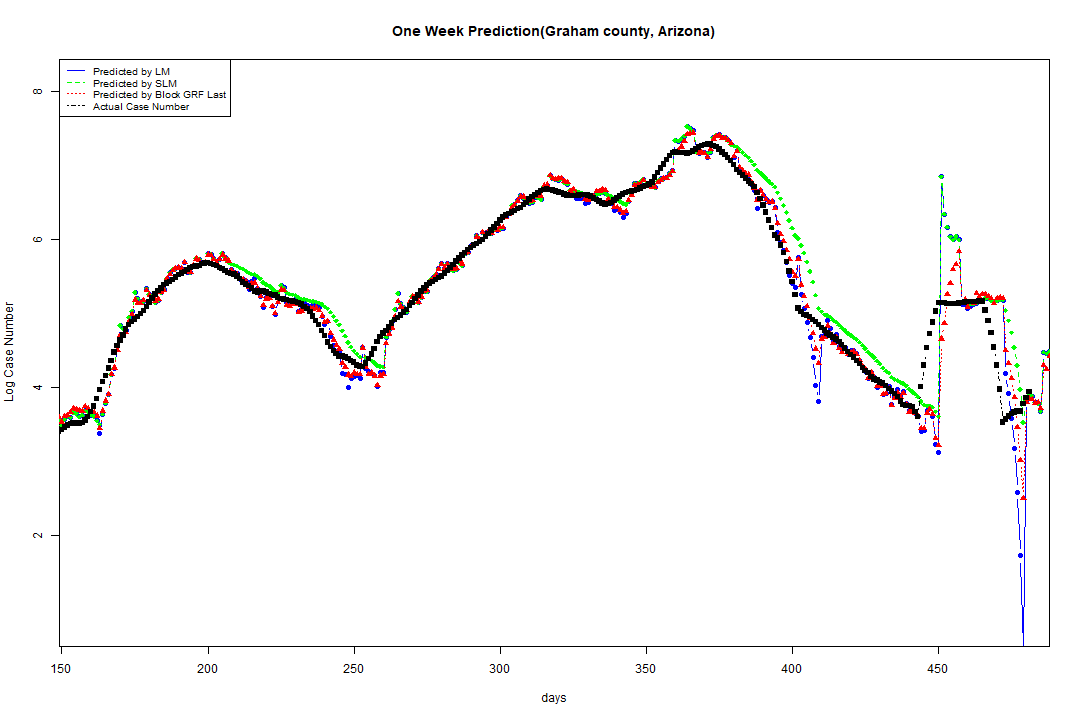 One Week Prediction(Graham county, Arizona)
Predicted by LM
Predicted by SLM
Predicted by Block GRF Last
Actual Case Number
8
6
4
2
Log Case Number
150 200 250 300 350 400 450
days